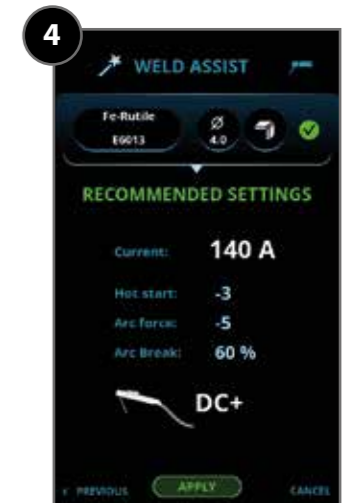 4
WELD ASSIST
Fe-Rutile
E6013
Ø
4.0
RECOMMENDED SETTINGS
Current: 140 A
Hot start: -3
Arc force: -5
Arc Break: 60 %
DC+
‹ PREVIOUS APPLY CANCEL